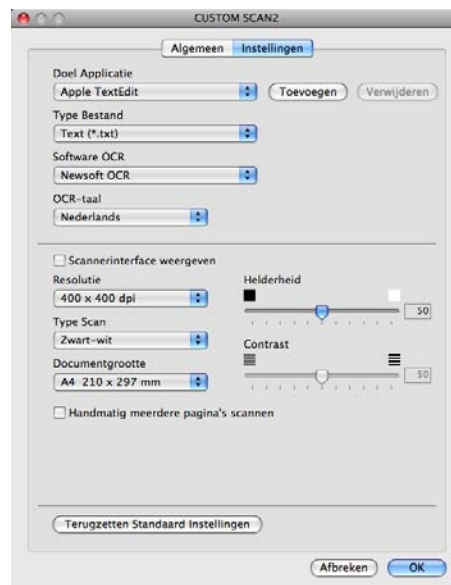 CUSTOM SCAN2
Algemeen Instellingen
Doel Applicatie
Apple TextEdit Toevoegen Verwijderen
Type Bestand
Text (*.txt)
Software OCR
Newsoft OCR
OCR-taal
Nederlands
Scannerinterface weergeven
Resolutie Helderheid
400 x 400 dpi 50
Type Scan
Zwart-wit Contrast
Documentgrootte
A4 210 x 297 mm 50
Handmatig meerdere pagina's scannen
Terugzetten Standaard Instellingen
Afbreken OK